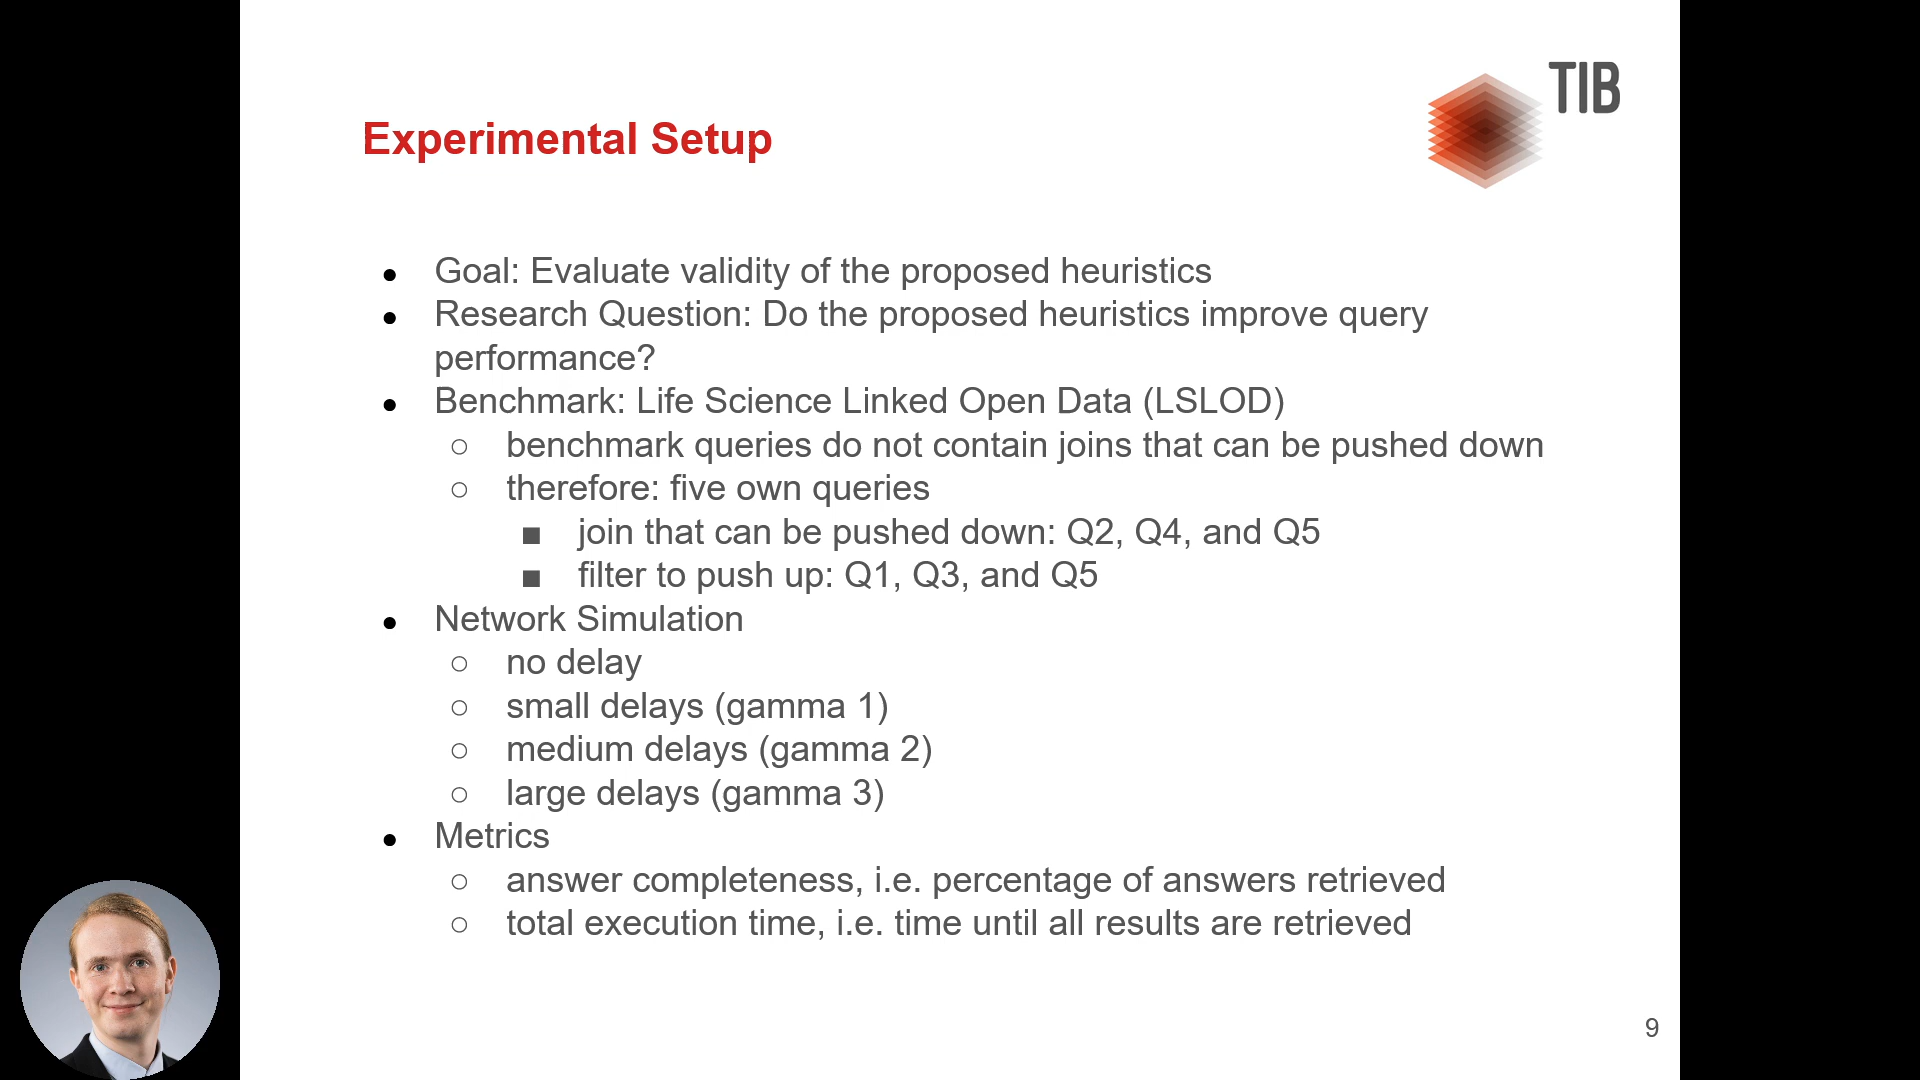 TIB
Experimental Setup
● Goal: Evaluate validity of the proposed heuristics
● Research Question: Do the proposed heuristics improve query
performance?
● Benchmark: Life Science Linked Open Data (LSLOD)
○ benchmark queries do not contain joins that can be pushed down
○ therefore: five own queries
■ join that can be pushed down: Q2, Q4, and Q5
■ filter to push up: Q1, Q3, and Q5
● Network Simulation
○ no delay
○ small delays (gamma 1)
○ medium delays (gamma 2)
○ large delays (gamma 3)
● Metrics
○ answer completeness, i.e. percentage of answers retrieved
○ total execution time, i.e. time until all results are retrieved
9